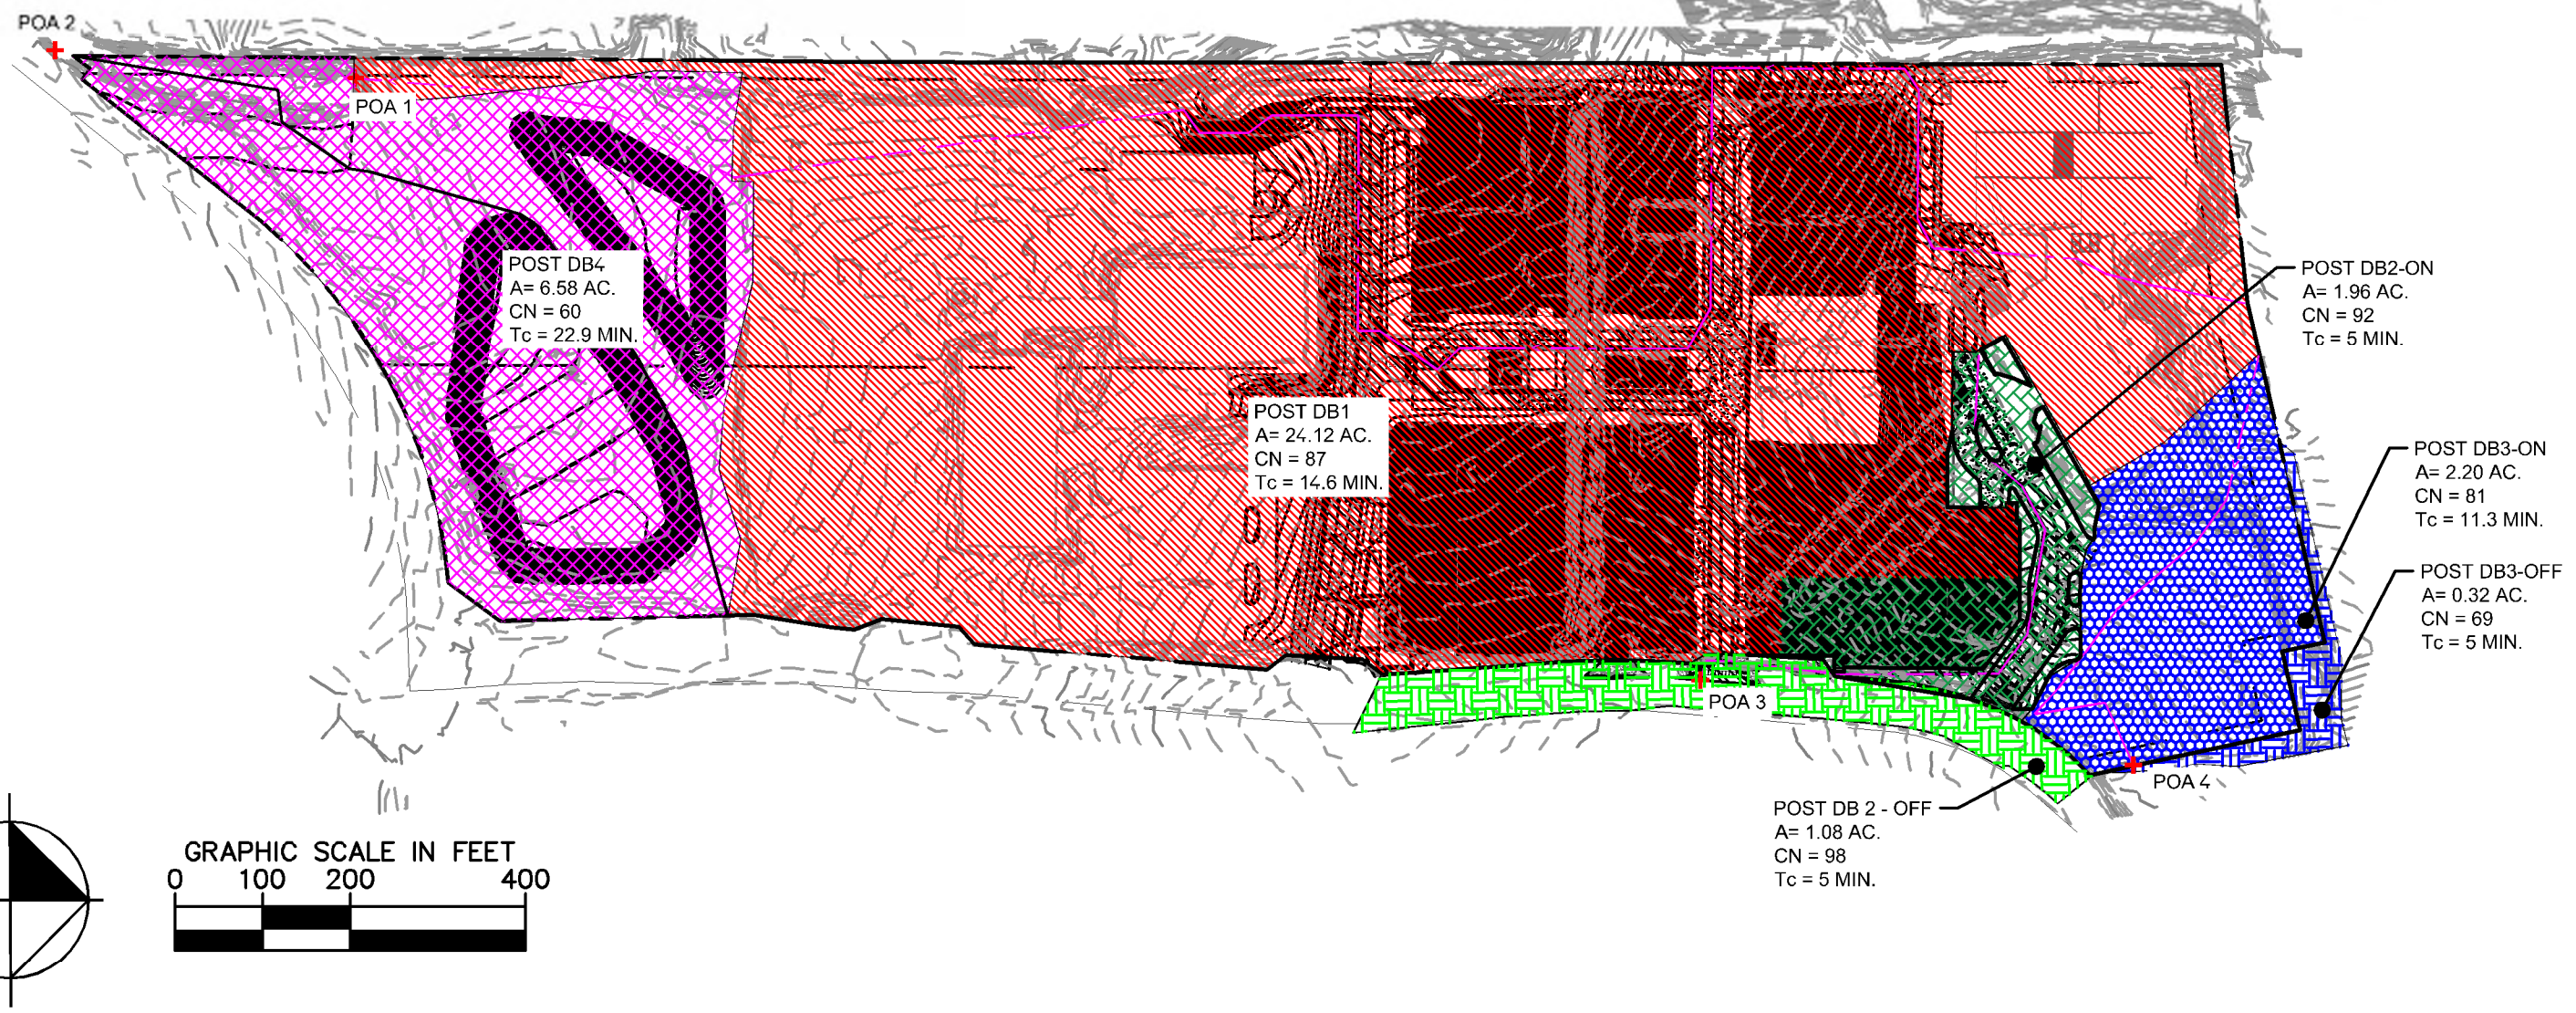 POA 2
POA 1
POST DB4
A= 6.58 AC.
CN = 60
Tc = 22.9 MIN.
POST DB1
A= 24.12 AC.
CN = 87
Tc = 14.6 MIN.
POST DB2-ON
A= 1.96 AC.
CN = 92
Tc = 5 MIN.
POST DB3-ON
A= 2.20 AC.
CN = 81
Tc = 11.3 MIN.
POST DB3-OFF
A= 0.32 AC.
CN = 69
Tc = 5 MIN.
POA 3
POA 4
POST DB 2 - OFF
A= 1.08 AC.
CN = 98
Tc = 5 MIN.
GRAPHIC SCALE IN FEET
0 100 200 400